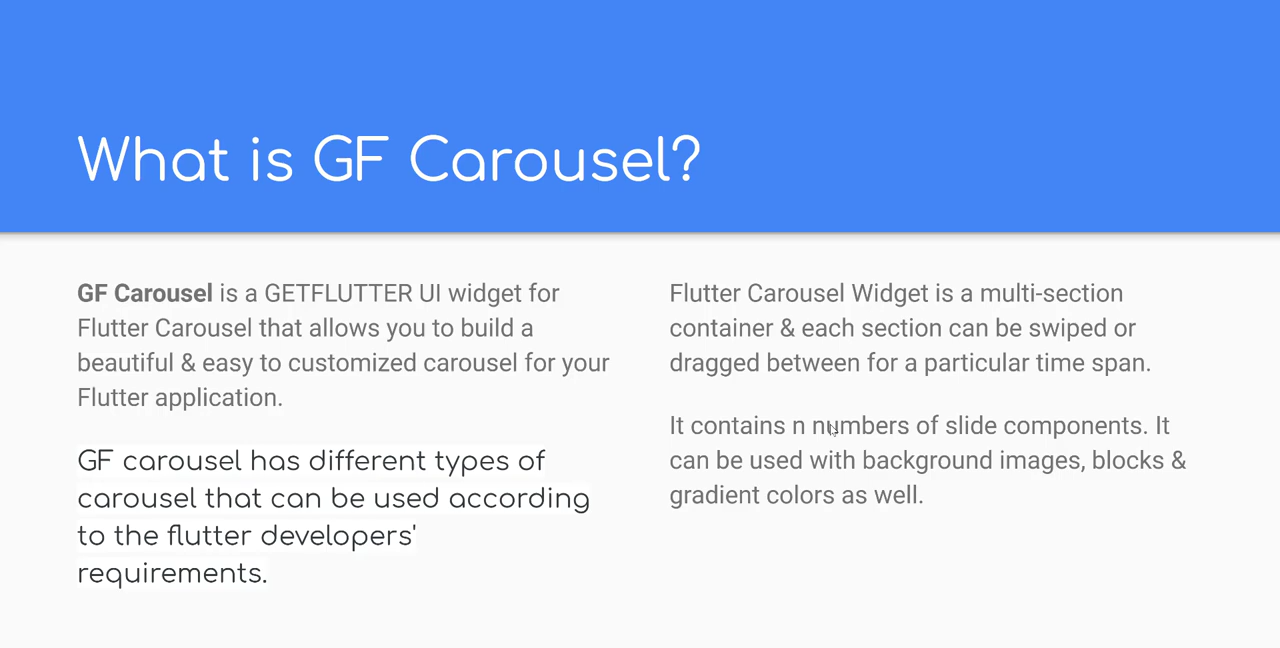 What is GF Carousel?
GF Carousel is a GETFLUTTER UI widget for
Flutter Carousel that allows you to build a
beautiful & easy to customized carousel for your
Flutter application.
GF carousel has different types of
carousel that can be used according
to the flutter developers'
requirements.
Flutter Carousel Widget is a multi-section
container & each section can be swiped or
dragged between for a particular time span.
It contains n numbers of slide components. It
can be used with background images, blocks &
gradient colors as well.